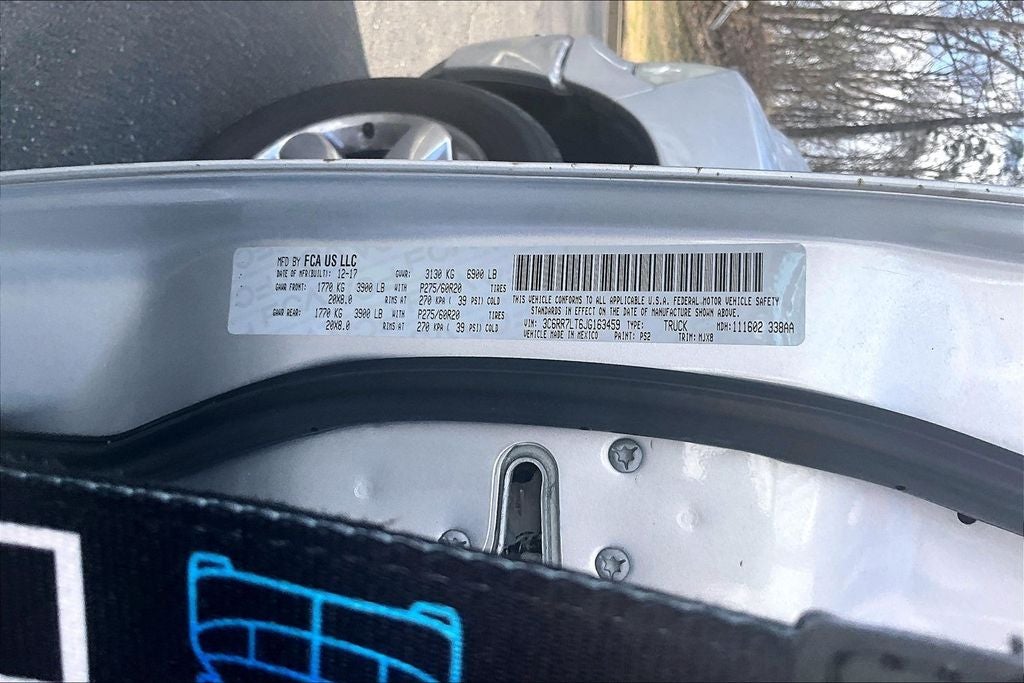 MFD BY FCA US LLC
DATE OF MFR(BUILT): 12-17 GVWR: 3130 KG 6900 LB
GAWR FRONT: 1770 KG 3900 LB WITH P275/60R20 TIRES
20X8.0 RIMS AT 270 KPA ( 39 PSI) COLD
GAWR REAR: 1770 KG 3900 LB WITH P275/60R20 TIRES
20X8.0 RIMS AT 270 KPA ( 39 PSI) COLD
THIS VEHICLE CONFORMS TO ALL APPLICABLE U.S.A. FEDERAL MOTOR VEHICLE SAFETY
STANDARDS IN EFFECT ON THE DATE OF MANUFACTURE SHOWN ABOVE.
VIN: 3C6RR7LT6JG163459 TYPE: TRUCK MDH:111602 338AA
VEHICLE MADE IN MEXICO PAINT: PS2 TRIM: MJX8